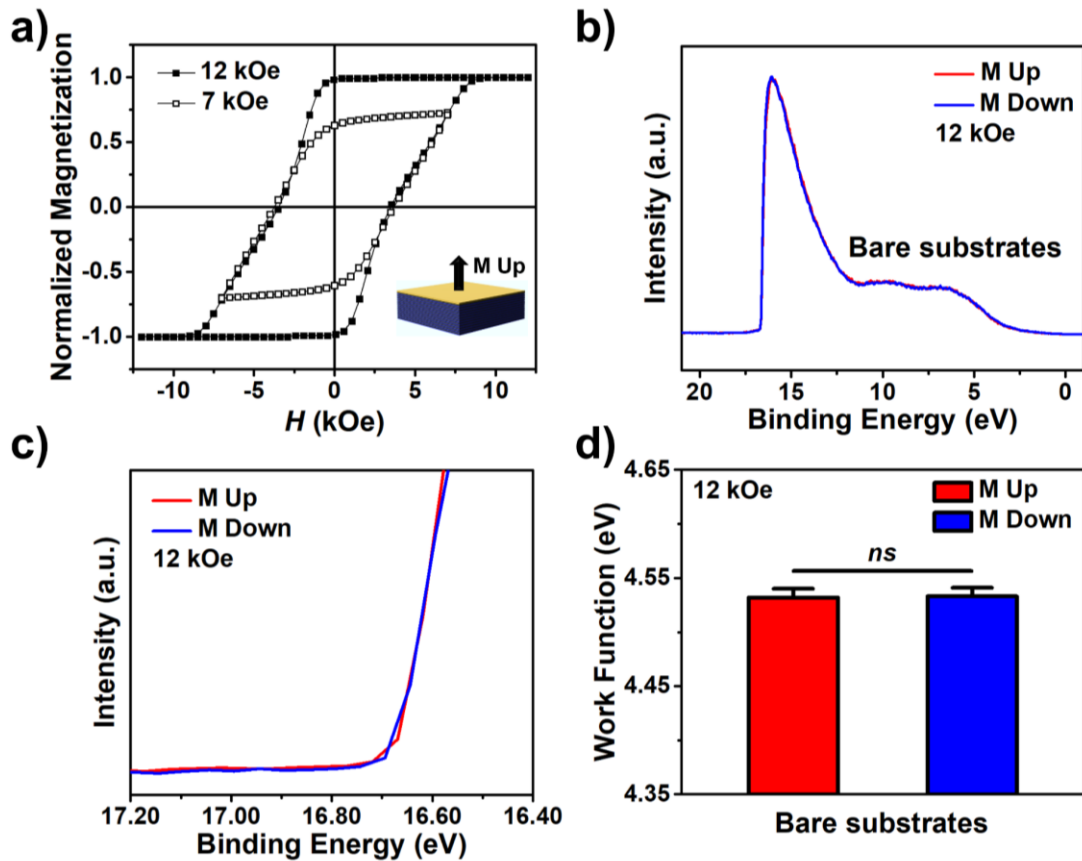 a)
Normalized Magnetization
1.0
0.5
0.0
-0.5
-1.0
12 kOe
7 kOe
M Up
-10
-5
0
5
10
H (kOe)
b)
Intensity (a.u.)
M Up
M Down
12 kOe
Bare substrates
20
15
10
5
0
Binding Energy (eV)
c)
Intensity (a.u.)
M Up
M Down
12 kOe
17.20
17.00
16.80
16.60
16.40
Binding Energy (eV)
d)
Work Function (eV)
4.65
4.55
4.45
4.35
12 kOe
M Up
M Down
ns
Bare substrates